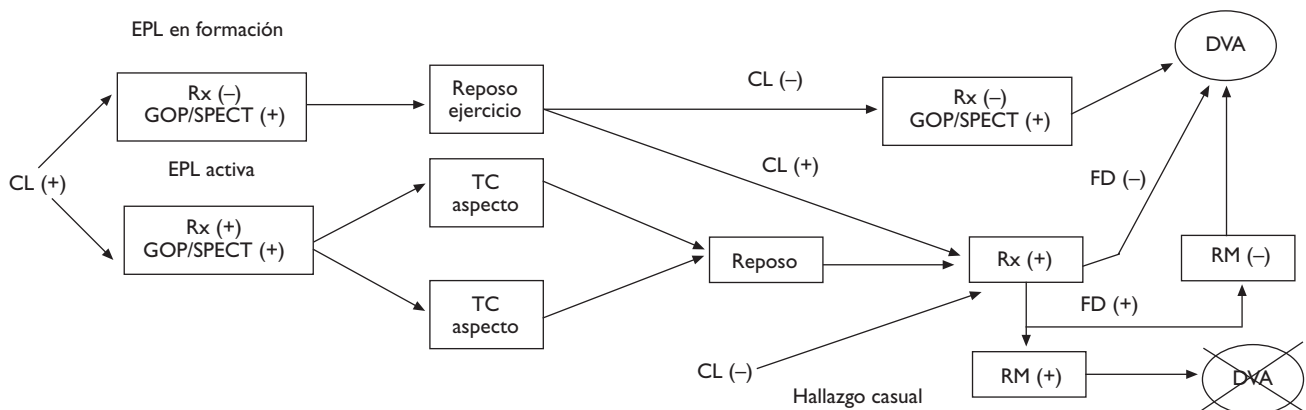 EPL en formación
DVA
Rx (–)
GOP/SPECT (+)
Reposo
ejercicio
CL (–)
Rx (–)
GOP/SPECT (+)
CL (+)
EPL activa
CL (+)
TC
aspecto
FD (–)
Rx (+)
GOP/SPECT (+)
Reposo
Rx (+)
RM (–)
TC
aspecto
FD (+)
CL (–)
RM (+)
DVA
Hallazgo casual